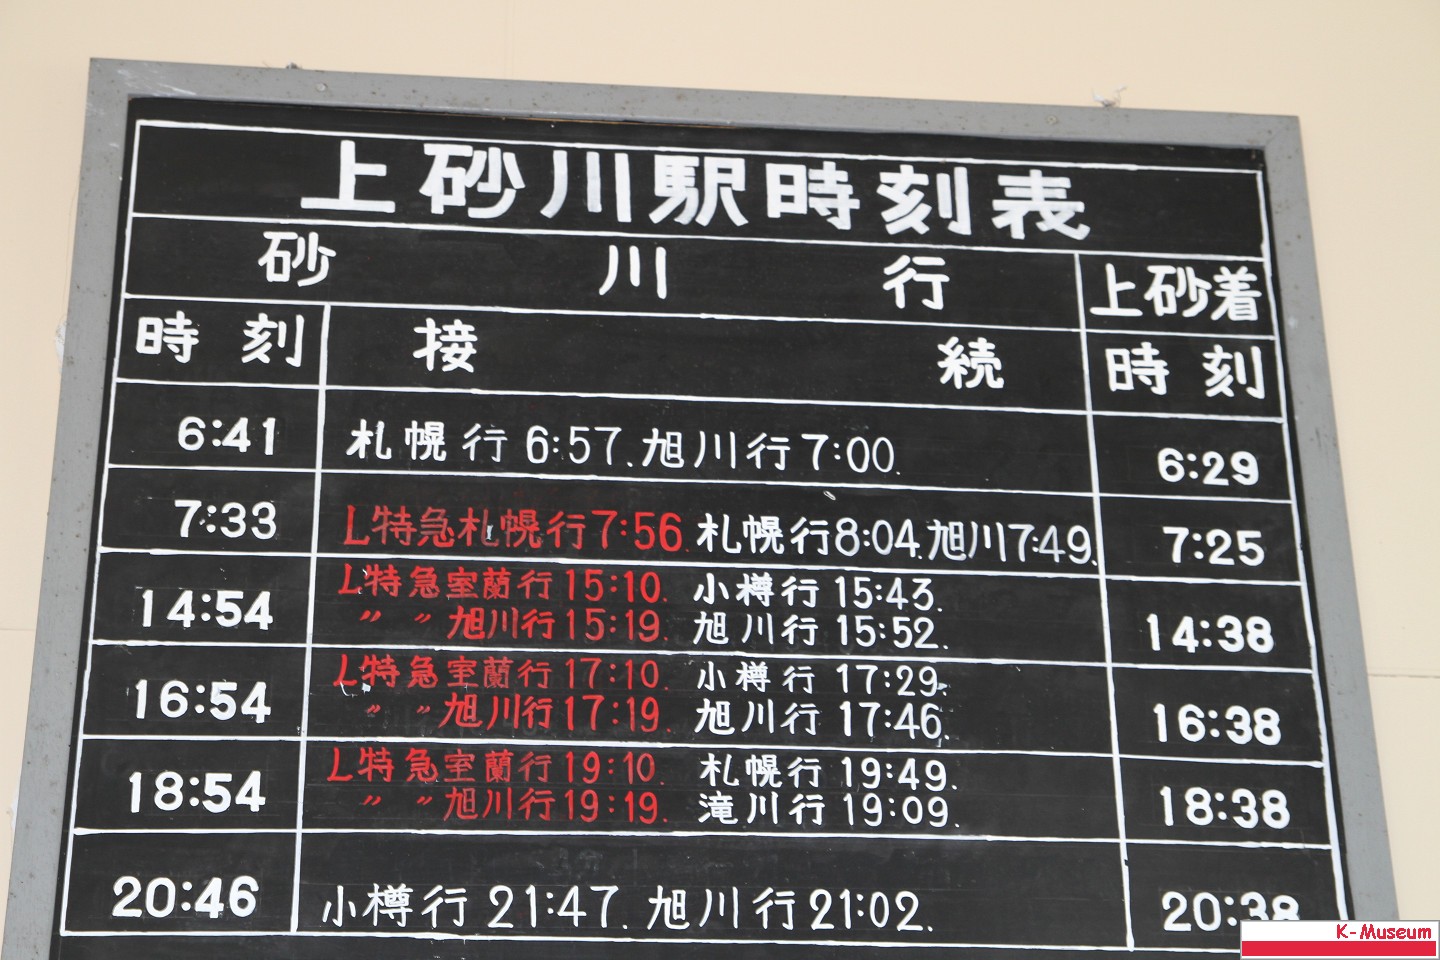 上砂川駅時刻表
砂川行 上砂着
時刻 接続 時刻
6:41 札幌行6:57. 旭川行7:00. 6:29
7:33 L特急札幌行7:56. 札幌行8:04. 旭川7:49. 7:25
14:54 L特急室蘭行15:10. 小樽行15:43. 14:38
〃 〃 旭川行15:19. 旭川行15:52.
16:54 L特急室蘭行17:10. 小樽行17:29. 16:38
〃 〃 旭川行17:19. 旭川行17:46.
18:54 L特急室蘭行19:10. 札幌行19:49. 18:38
〃 〃 旭川行19:19. 滝川行19:09.
20:46 小樽行21:47. 旭川行21:02. 20:38
K-Museum